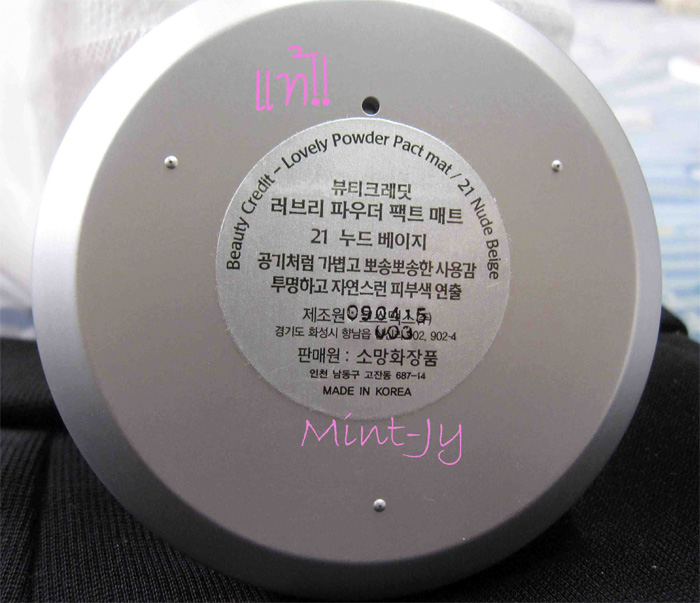 แท้!!
Beauty Credit - Lovely Powder Pact mat / 21 Nude Beige
뷰티크레딧
러브리 파우더 팩트 매트
21 누드 베이지
공기처럼 가볍고 뽀송뽀송한 사용감
투명하고 자연스런 피부색 연출
제조원
090415
경기도 화성시 향남읍 902-4
003
판매원 : 소망화장품
인천 남동구 고잔동 687-14
MADE IN KOREA
Mint-Jy